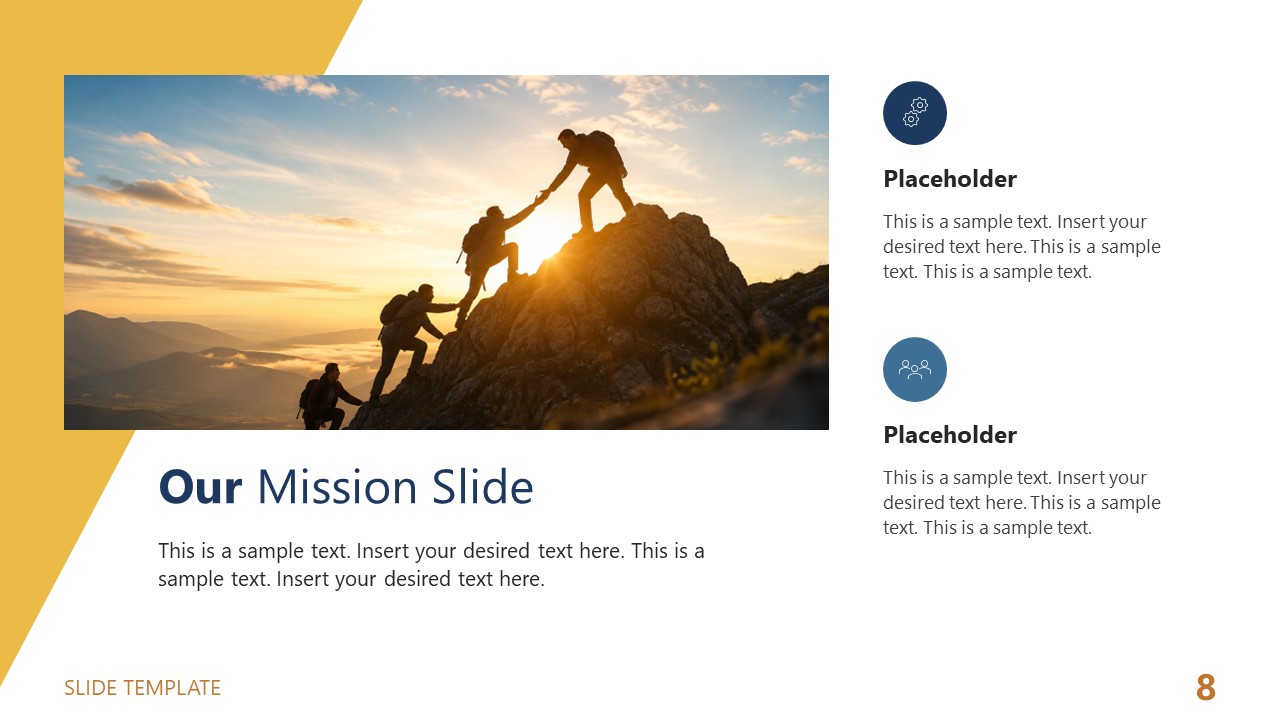 Our Mission Slide
This is a sample text. Insert your desired text here. This is a
sample text. Insert your desired text here.
Placeholder
This is a sample text. Insert your
desired text here. This is a sample
text. This is a sample text.
Placeholder
This is a sample text. Insert your
desired text here. This is a sample
text. This is a sample text.
SLIDE TEMPLATE
8